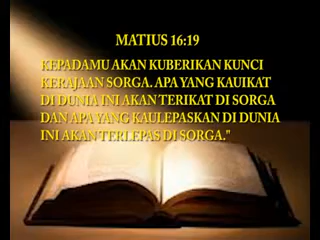 MATIUS 16:19
KEPADAMU AKAN KUBERIKAN KUNCI
KERAJAAN SORGA. APA YANG KAUIKAT
DI DUNIA INI AKAN TERIKAT DI SORGA
DAN APA YANG KAULEPASKAN DI DUNIA
INI AKAN TERLEPAS DI SORGA."